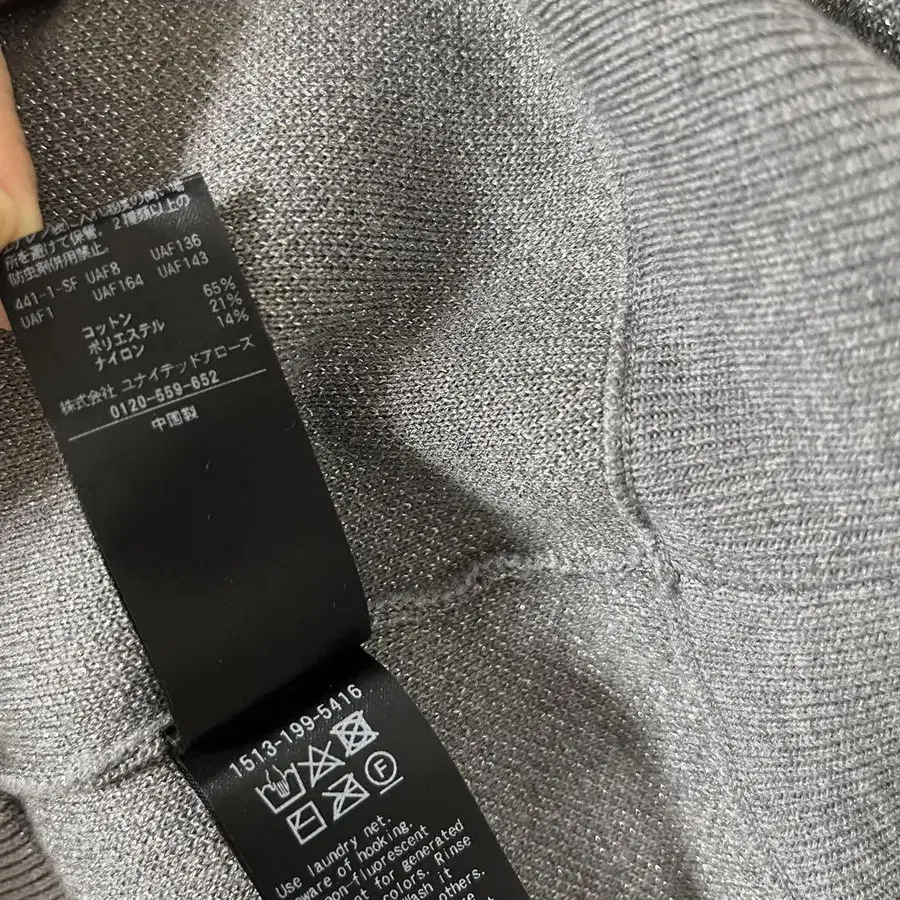 を避けて保管 2種類以上の
防虫剤併用禁止。
441-1-SF UAF8 UAF136
UAF1 UAF164 UAF143
コットン 65%
ポリエステル 21%
ナイロン 14%
株式会社 ユナイテッドアローズ
0120-559-652
中国製
1513-199-5416
F
Use laundry net.
of hooking.
non-fluorescent
for generated
colors. Rinse
Wash it
others.